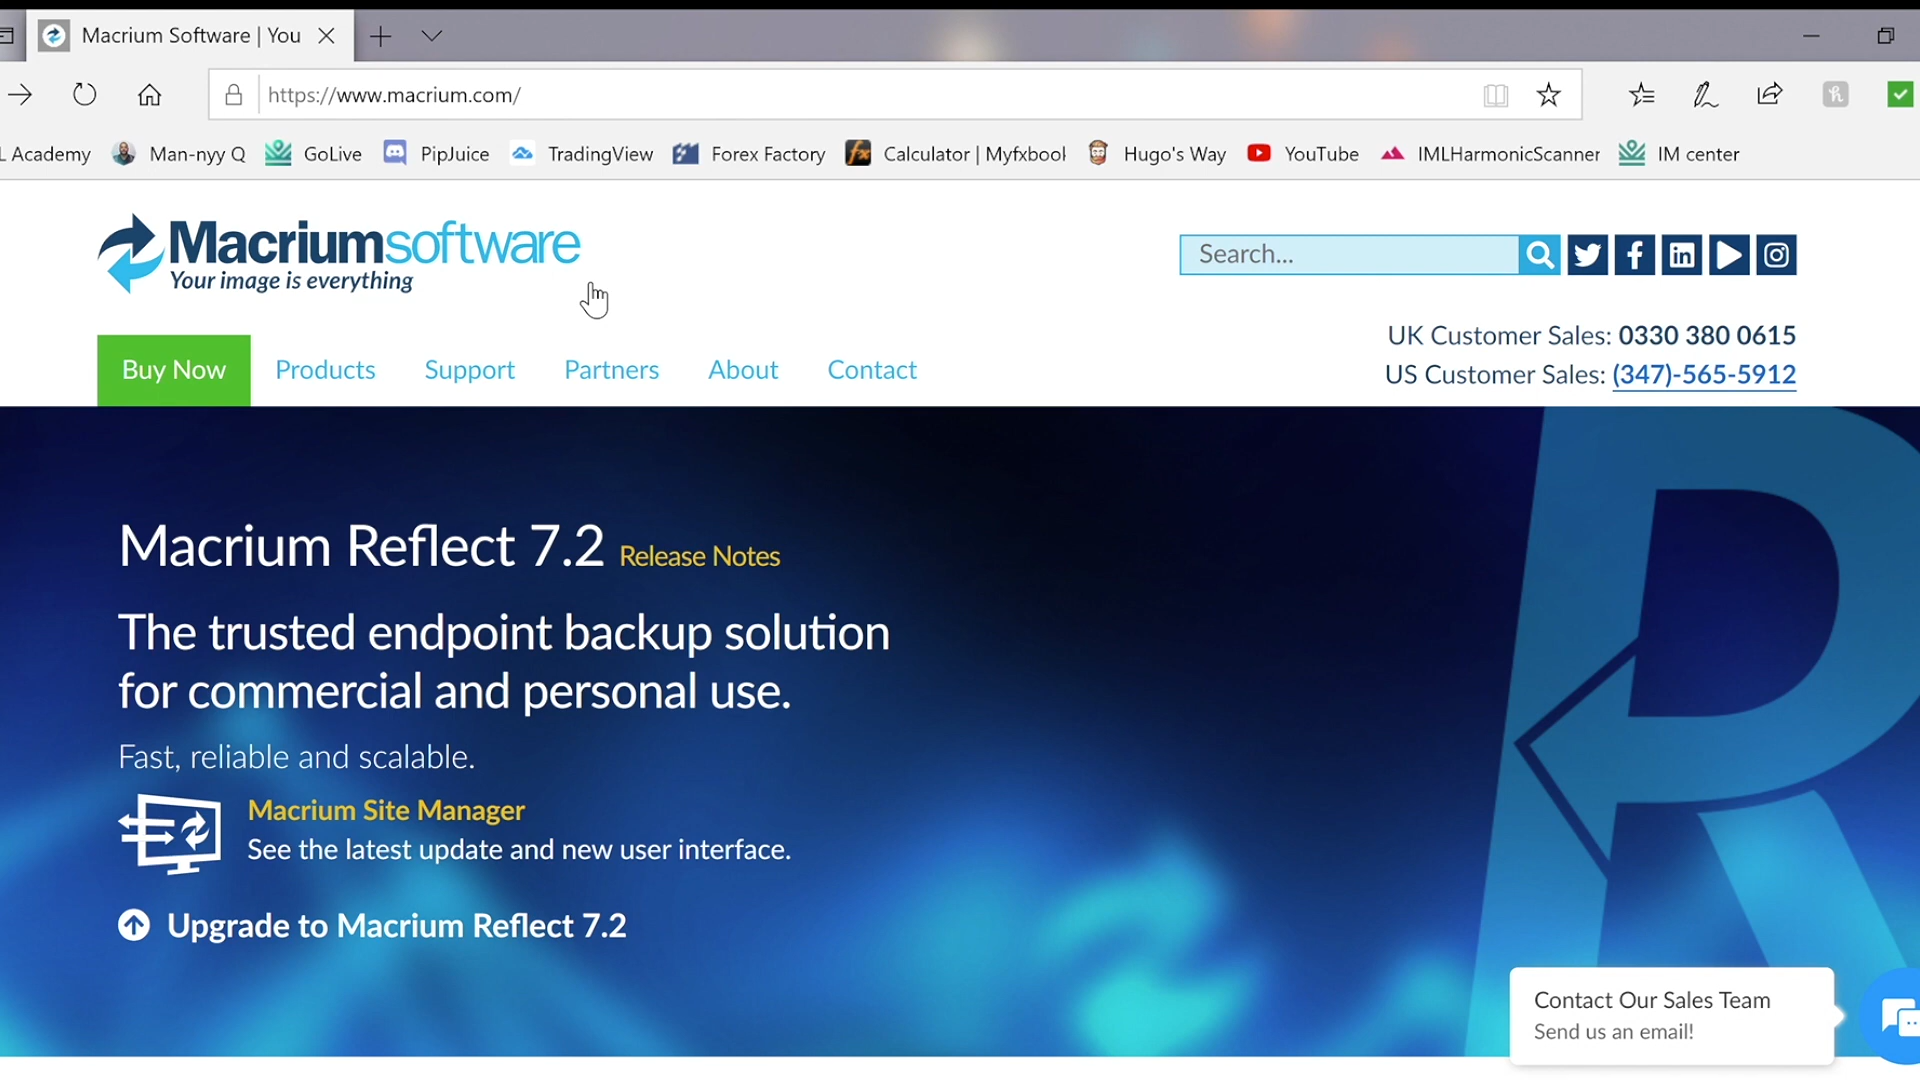 Macrium Software | You
https://www.macrium.com/
L Academy Man-nyy Q GoLive PipJuice TradingView Forex Factory Calculator | Myfxbool Hugo's Way YouTube IMLHarmonicScanner IM center
Macriumsoftware
Your image is everything
Search...
UK Customer Sales: 0330 380 0615
US Customer Sales: (347)-565-5912
Buy Now Products Support Partners About Contact
Macrium Reflect 7.2 Release Notes
The trusted endpoint backup solution
for commercial and personal use.
Fast, reliable and scalable.
Macrium Site Manager
See the latest update and new user interface.
Upgrade to Macrium Reflect 7.2
Contact Our Sales Team
Send us an email!